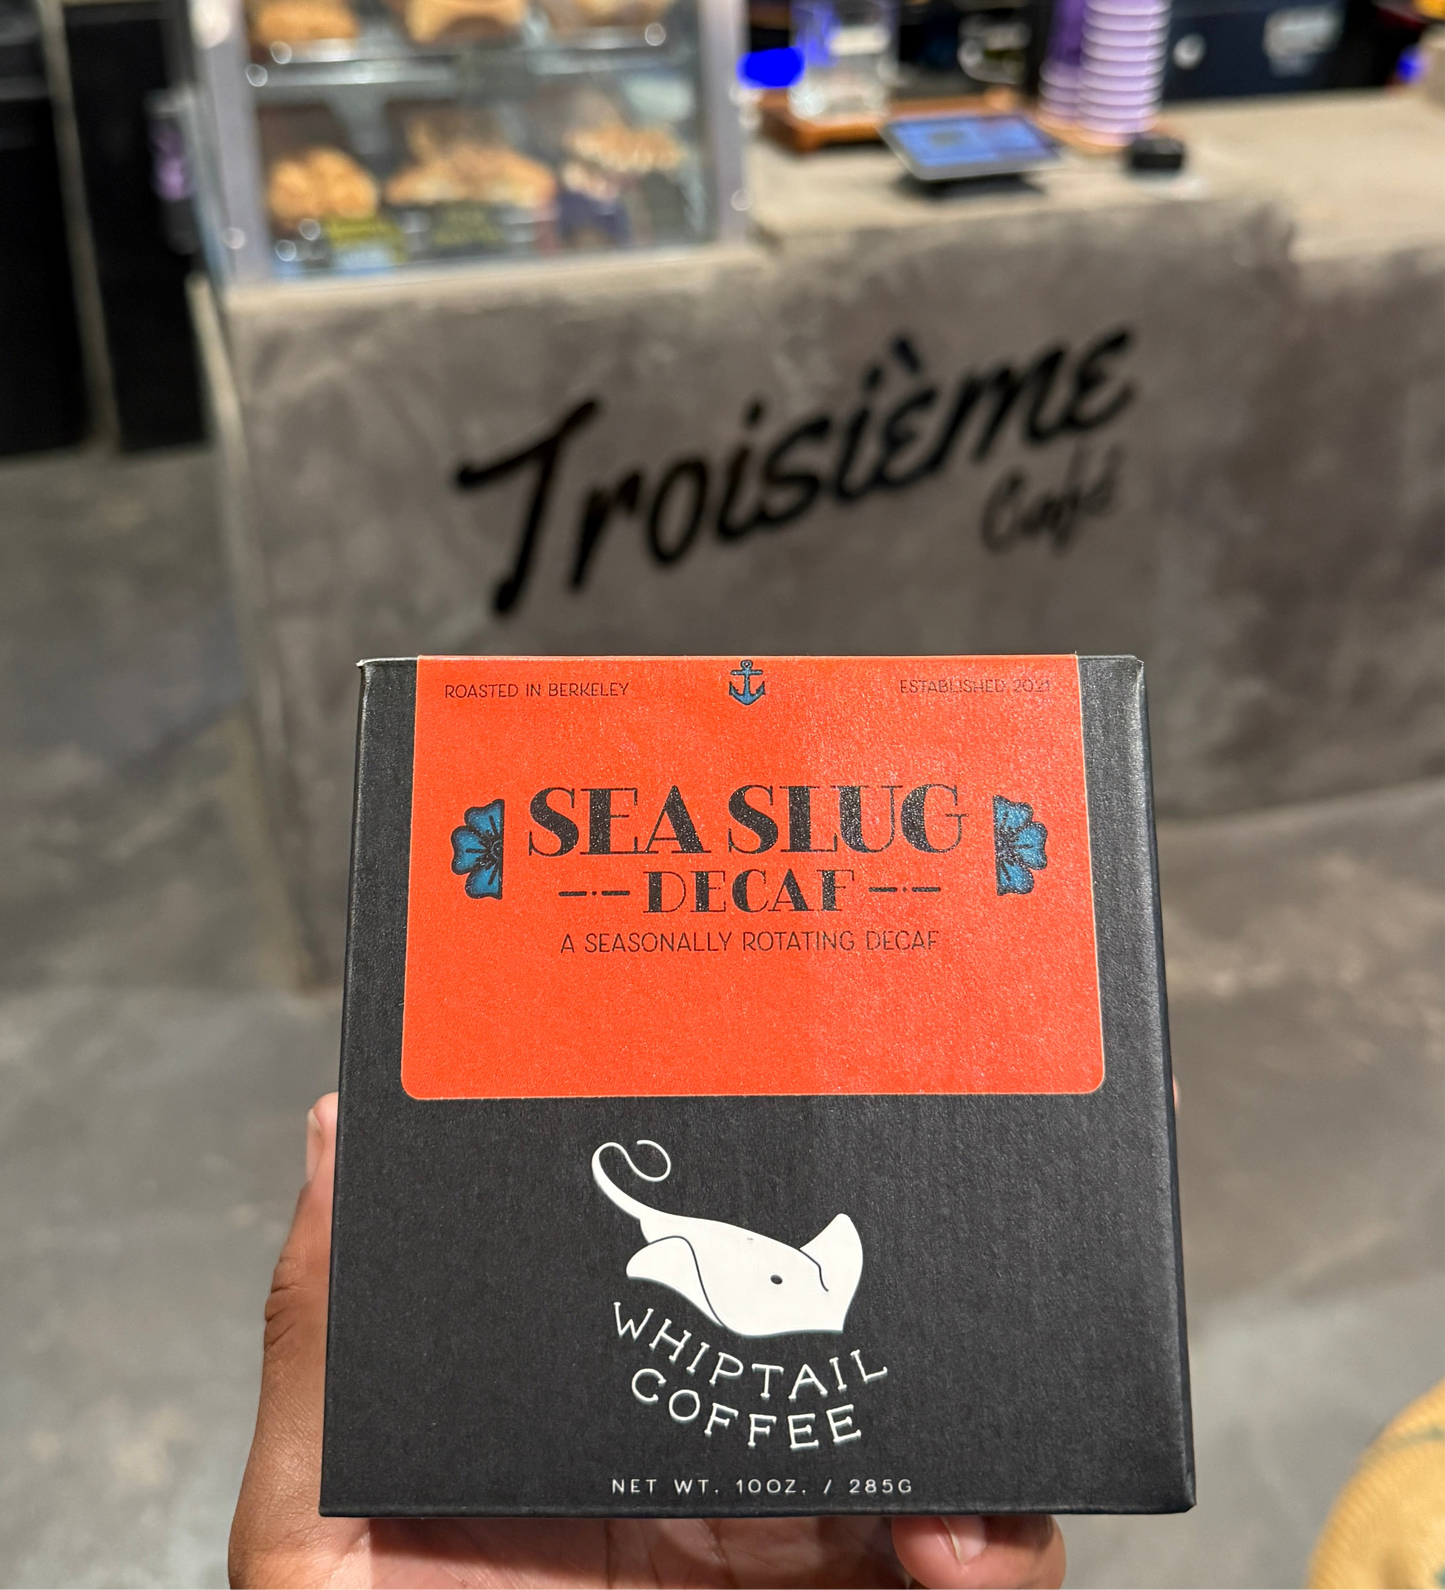 Troisième
Café
ROASTED IN BERKELEY
ESTABLISHED 2021
SEA SLUG
DECAF
A SEASONALLY ROTATING DECAF
WHIPTAIL
COFFEE
NET WT. 10OZ. / 285G